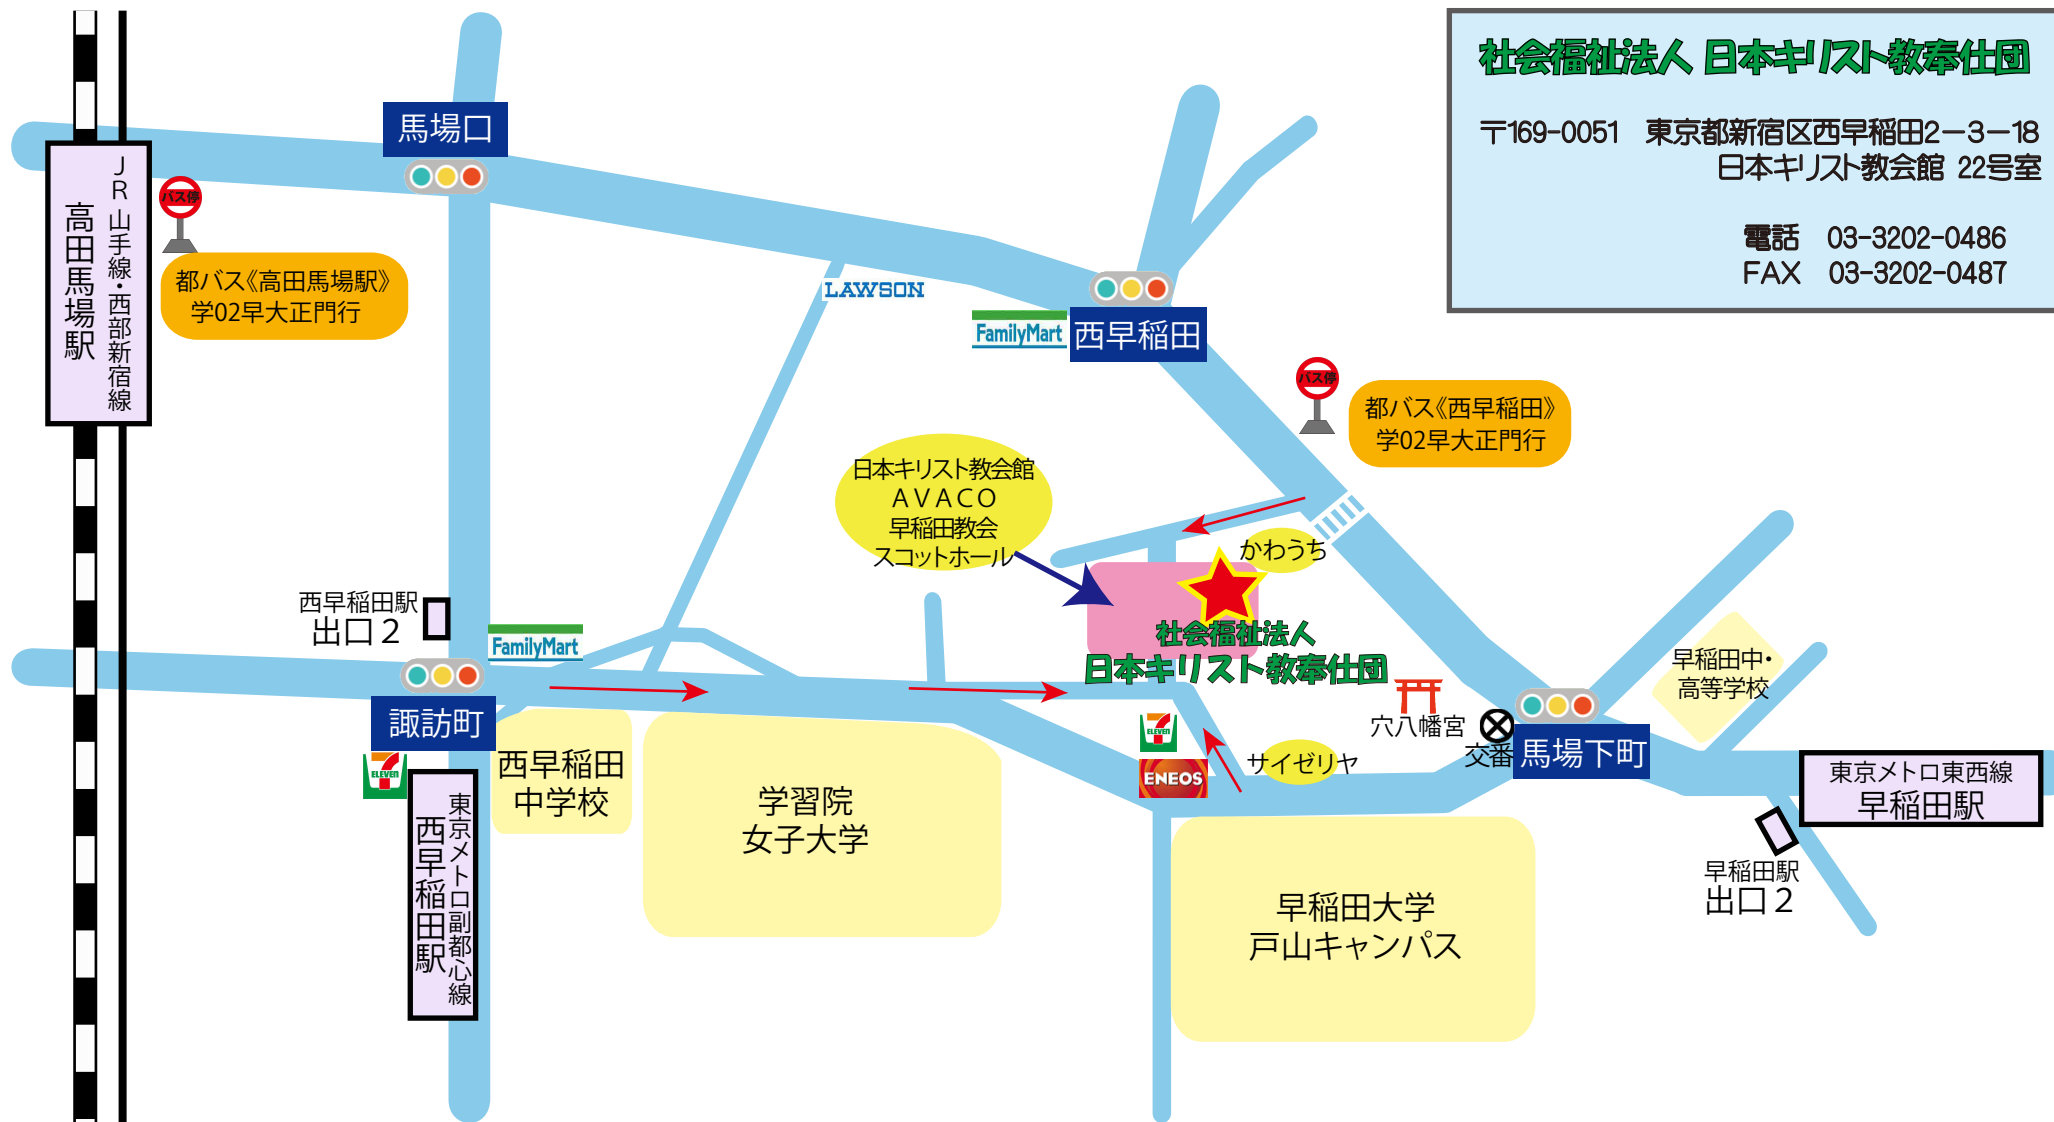 社会福祉法人 日本キリスト教奉仕団
〒169-0051 東京都新宿区西早稲田2－3－18
日本キリスト教会館 22号室
電話 03-3202-0486
FAX 03-3202-0487
馬場口
JR 山手線・西部新宿線
高田馬場駅
バス停
都バス《高田馬場駅》
学02早大正門行
LAWSON
FamilyMart
西早稲田
バス停
都バス《西早稲田》
学02早大正門行
日本キリスト教会館
AVACO
早稲田教会
スコットホール
かわうち
社会福祉法人
日本キリスト教奉仕団
西早稲田駅
出口2
FamilyMart
諏訪町
ELEVEN
東京メトロ副都心線
西早稲田駅
西早稲田
中学校
学習院
女子大学
ELEVEN
ENEOS
サイゼリヤ
穴八幡宮
交番
馬場下町
早稲田中・
高等学校
東京メトロ東西線
早稲田駅
早稲田駅
出口2
早稲田大学
戸山キャンパス